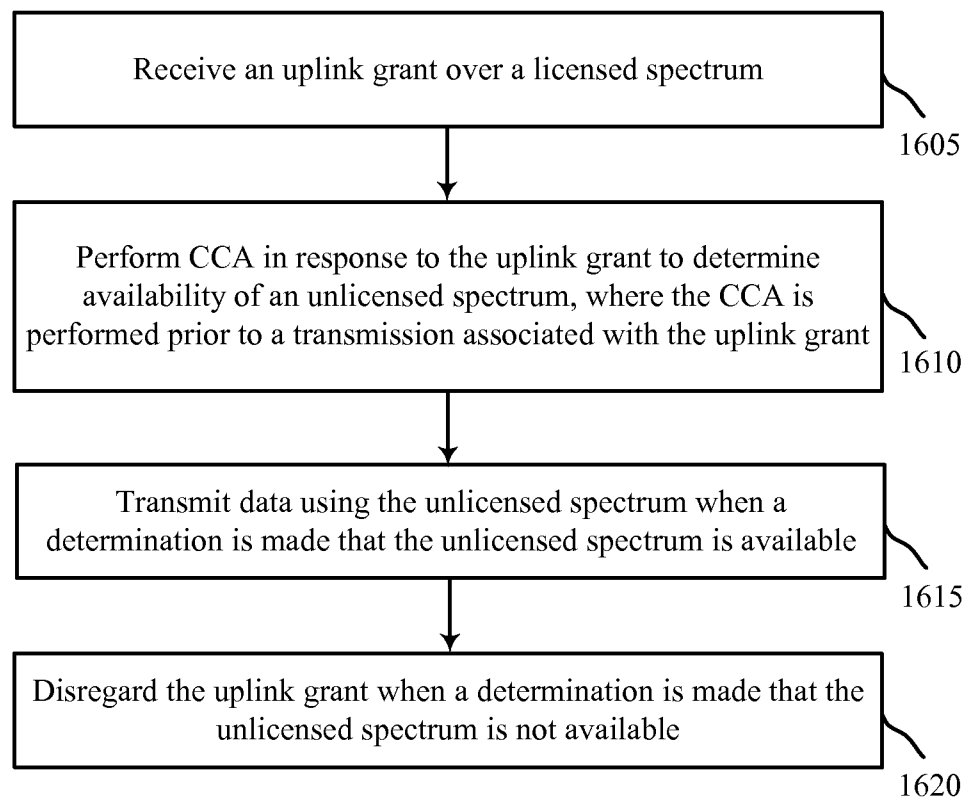 Receive an uplink grant over a licensed spectrum
1605
Perform CCA in response to the uplink grant to determine
availability of an unlicensed spectrum, where the CCA is
performed prior to a transmission associated with the uplink grant
1610
Transmit data using the unlicensed spectrum when a
determination is made that the unlicensed spectrum is available
1615
Disregard the uplink grant when a determination is made that the
unlicensed spectrum is not available
1620